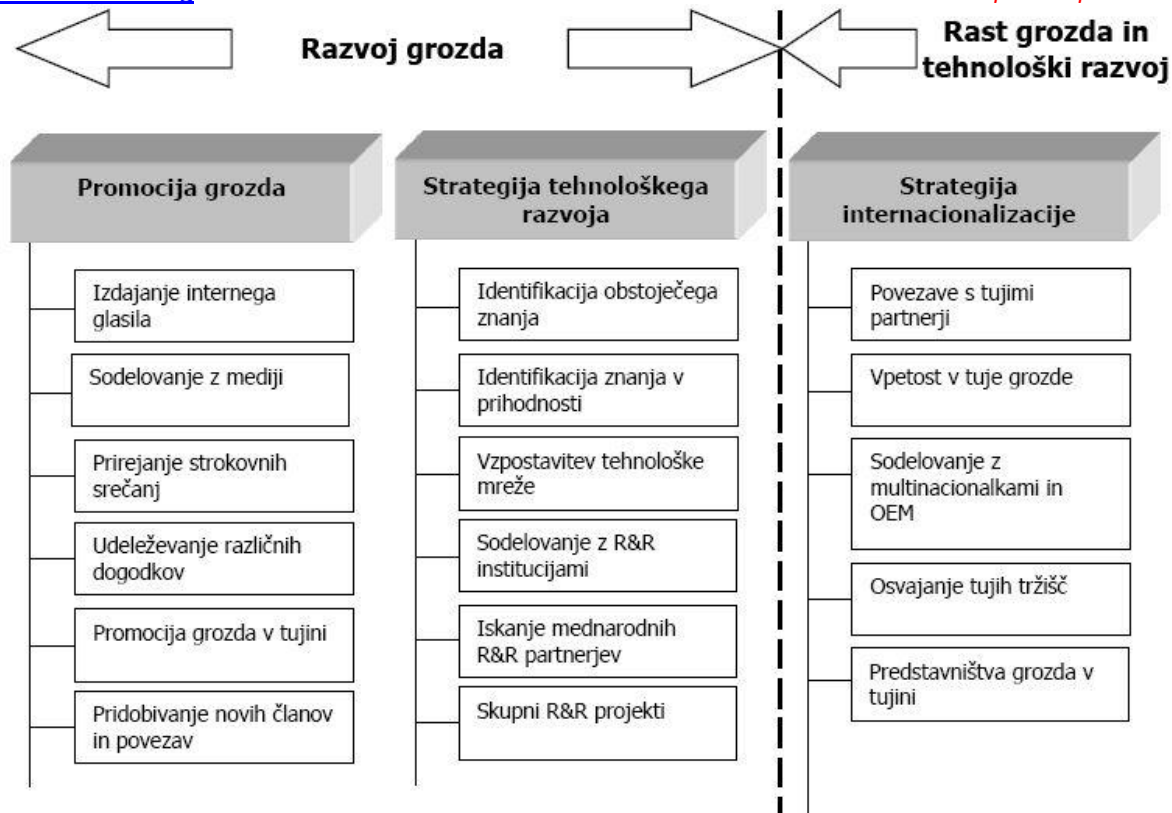 Razvoj grozda
Rast grozda in
tehnološki razvoj
Promocija grozda
Izdajanje internega
glasila
Sodelovanje z mediji
Prirejanje strokovnih
srečanj
Udeleževanje različnih
dogodkov
Promocija grozda v tujini
Pridobivanje novih članov
in povezav
Strategija tehnološkega
razvoja
Identifikacija obstoječega
znanja
Identifikacija znanja v
prihodnosti
Vzpostavitev tehnološke
mreže
Sodelovanje z R&R
institucijami
Iskanje mednarodnih
R&R partnerjev
Skupni R&R projekti
Strategija
internacionalizacije
Povezave s tujimi
partnerji
Vpetost v tuje grozde
Sodelovanje z
multinacionalkami in
OEM
Osvajanje tujih tržišč
Predstavništva grozda v
tujini